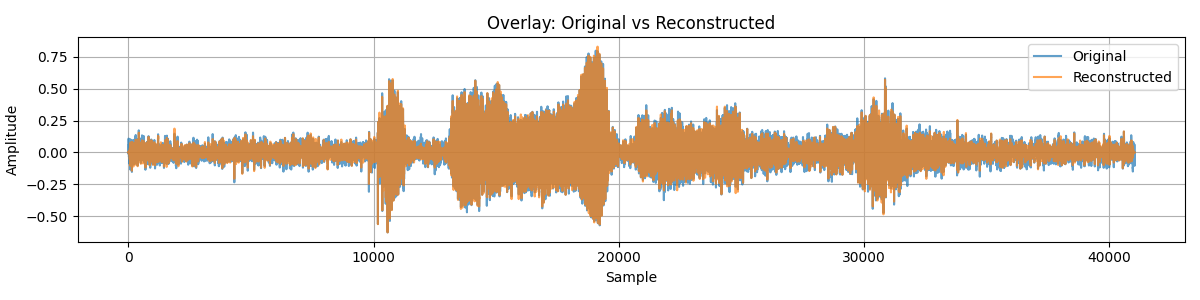 Overlay: Original vs Reconstructed
Original
Reconstructed
Amplitude
0.75
0.50
0.25
0.00
−0.25
−0.50
0 10000 20000 30000 40000
Sample